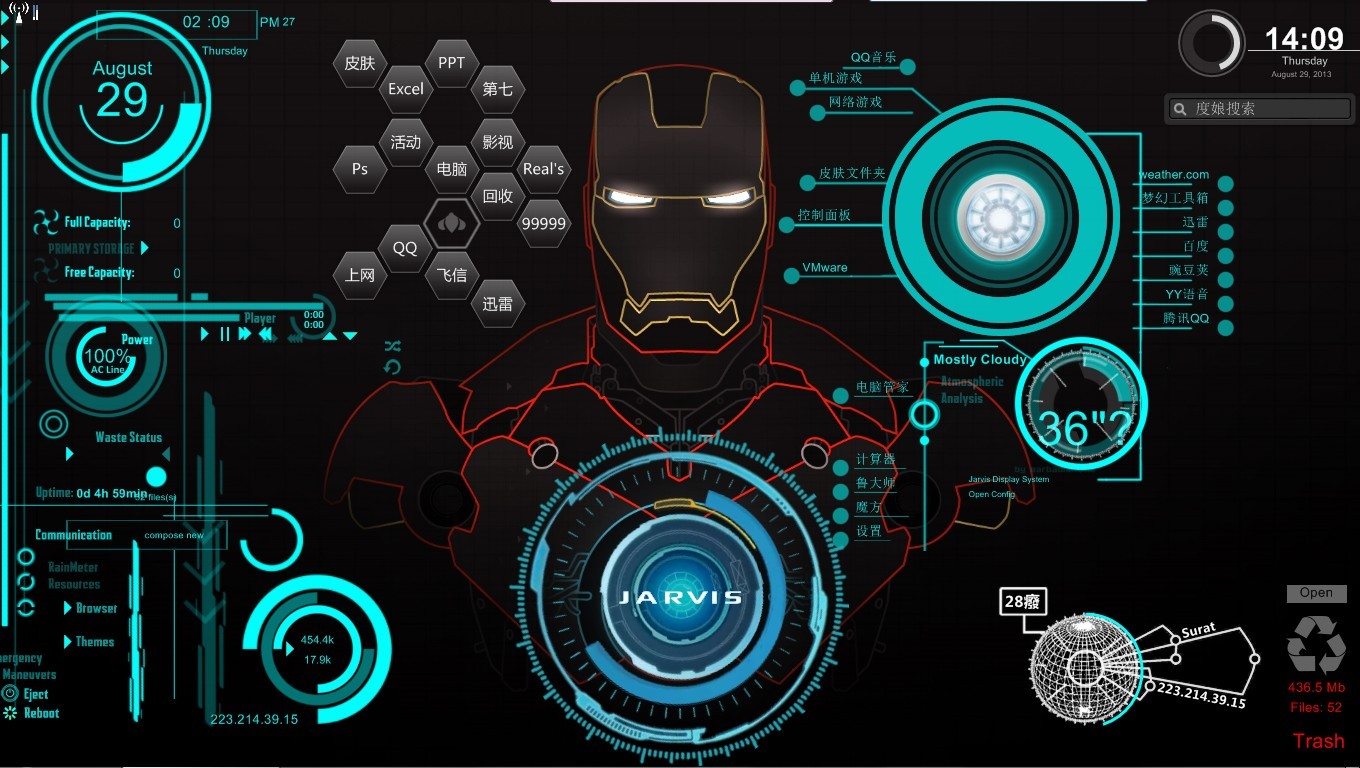 02 :09
PM 27
Thursday
August
29
Full Capacity:
0
PRIMARY STORAGE
Free Capacity:
0
Player
0:00
0:00
Power
100%
AC Line
Waste Status
Uptime: 0d 4h 59min
52 files(s)
Communication
compose new
RainMeter
Resources
Browser
Themes
Maneuvers
Eject
Reboot
454.4k
17.9k
223.214.39.15
皮肤
PPT
Excel
第七
活动
影视
Ps
电脑
Real's
回收
99999
QQ
上网
飞信
迅雷
JARVIS
QQ音乐
单机游戏
网络游戏
皮肤文件夹
控制面板
VMware
14:09
Thursday
August 29, 2013
度娘搜索
weather.com
梦幻工具箱
迅雷
百度
豌豆荚
YY语音
腾讯QQ
Mostly Cloudy
Atmospheric
Analysis
36"?
电脑管家
计算器
鲁大师
魔方
设置
Jarvis Display System
Open Config
28癈
Surat
223.214.39.15
Open
436.5 Mb
Files: 52
Trash